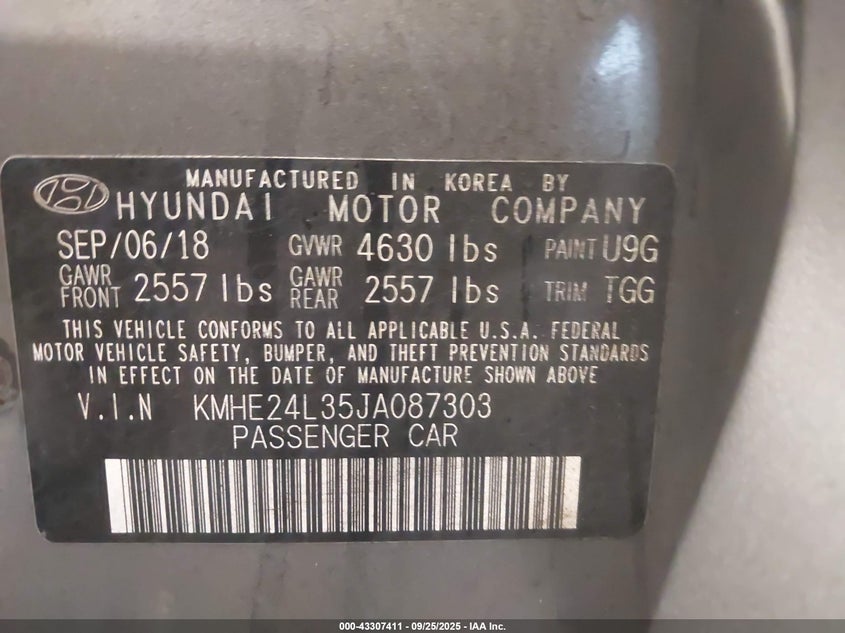 MANUFACTURED IN KOREA BY
HYUNDAI MOTOR COMPANY
SEP/06/18 GVWR 4630 lbs PAINT U9G
GAWR FRONT 2557 lbs GAWR REAR 2557 lbs TRIM TGG
THIS VEHICLE CONFORMS TO ALL APPLICABLE U.S.A. FEDERAL
MOTOR VEHICLE SAFETY, BUMPER, AND THEFT PREVENTION STANDARDS
IN EFFECT ON THE DATE OF MANUFACTURE SHOWN ABOVE
V.I.N KMHE24L35JA087303
PASSENGER CAR
000-43307411 - 09/25/2025 - IAA Inc.